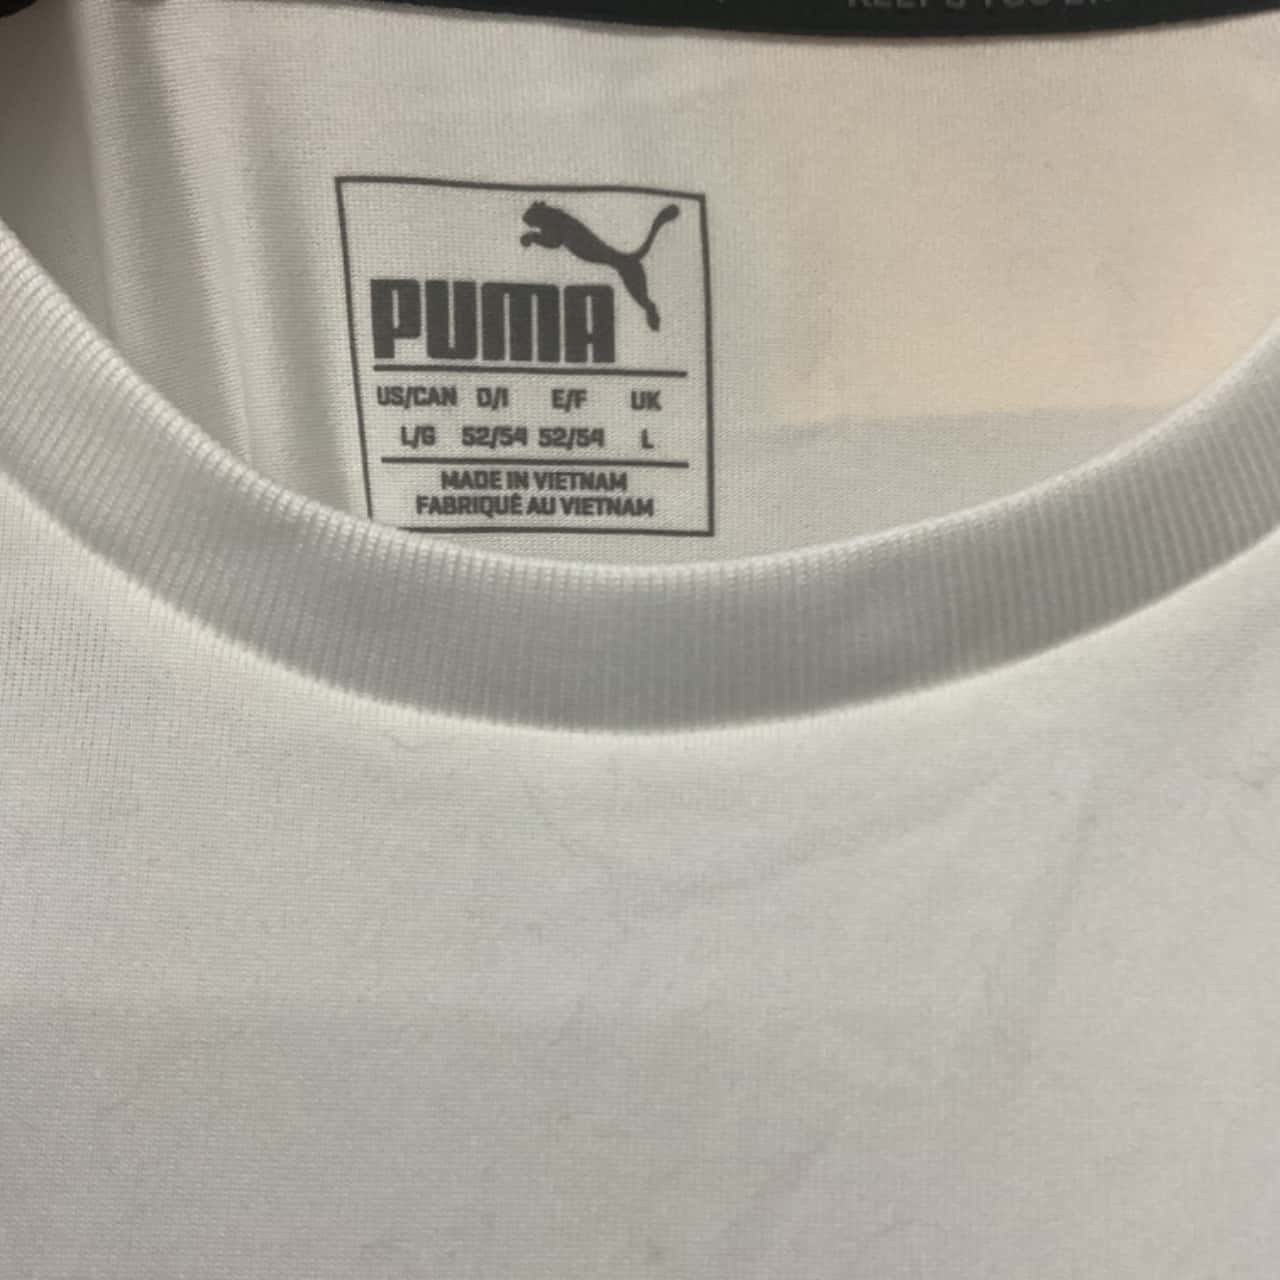 PUMA
US/CAN D/I E/F UK
L/G 52/54 52/54 L
MADE IN VIETNAM
FABRIQUÉ AU VIETNAM